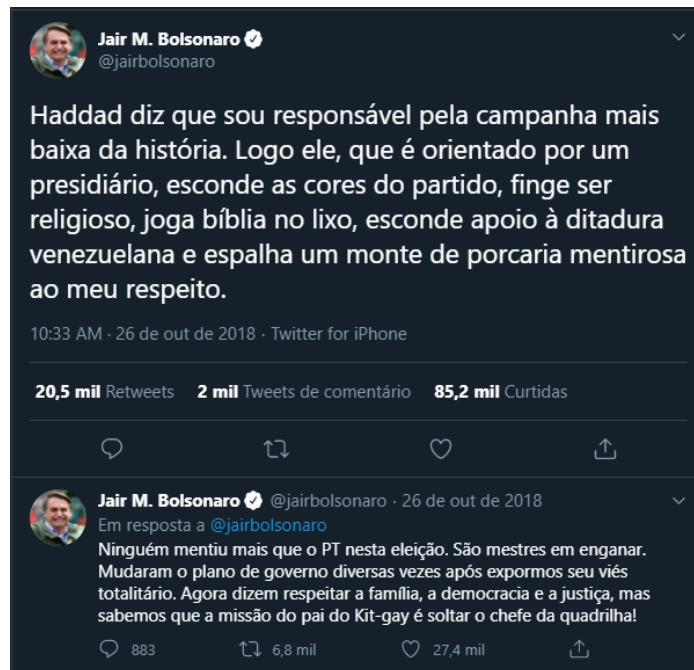 Jair M. Bolsonaro
@jairbolsonaro
Haddad diz que sou responsável pela campanha mais
baixa da história. Logo ele, que é orientado por um
presidiário, esconde as cores do partido, finge ser
religioso, joga bíblia no lixo, esconde apoio à ditadura
venezuelana e espalha um monte de porcaria mentirosa
ao meu respeito.
10:33 AM · 26 de out de 2018 · Twitter for iPhone
20,5 mil Retweets 2 mil Tweets de comentário 85,2 mil Curtidas
Jair M. Bolsonaro @jairbolsonaro · 26 de out de 2018
Em resposta a @jairbolsonaro
Ninguém mentiu mais que o PT nesta eleição. São mestres em enganar.
Mudaram o plano de governo diversas vezes após expormos seu viés
totalitário. Agora dizem respeitar a família, a democracia e a justiça, mas
sabemos que a missão do pai do Kit-gay é soltar o chefe da quadrilha!
883 6,8 mil 27,4 mil